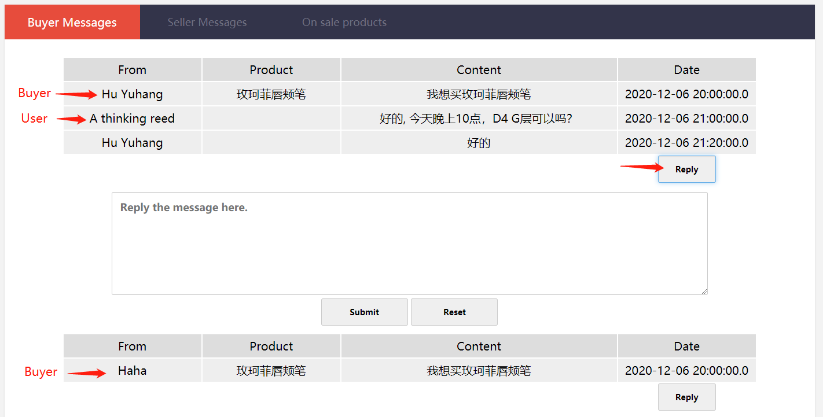 Buyer Messages Seller Messages On sale products
From Product Content Date
Buyer Hu Yuhang 玫珂菲唇颊笔 我想买玫珂菲唇颊笔 2020-12-06 20:00:00.0
User A thinking reed 好的, 今天晚上10点，D4 G层可以吗？ 2020-12-06 21:00:00.0
Hu Yuhang 好的 2020-12-06 21:20:00.0
Reply
Reply the message here.
Submit Reset
From Product Content Date
Buyer Haha 玫珂菲唇颊笔 我想买玫珂菲唇颊笔 2020-12-06 20:00:00.0
Reply